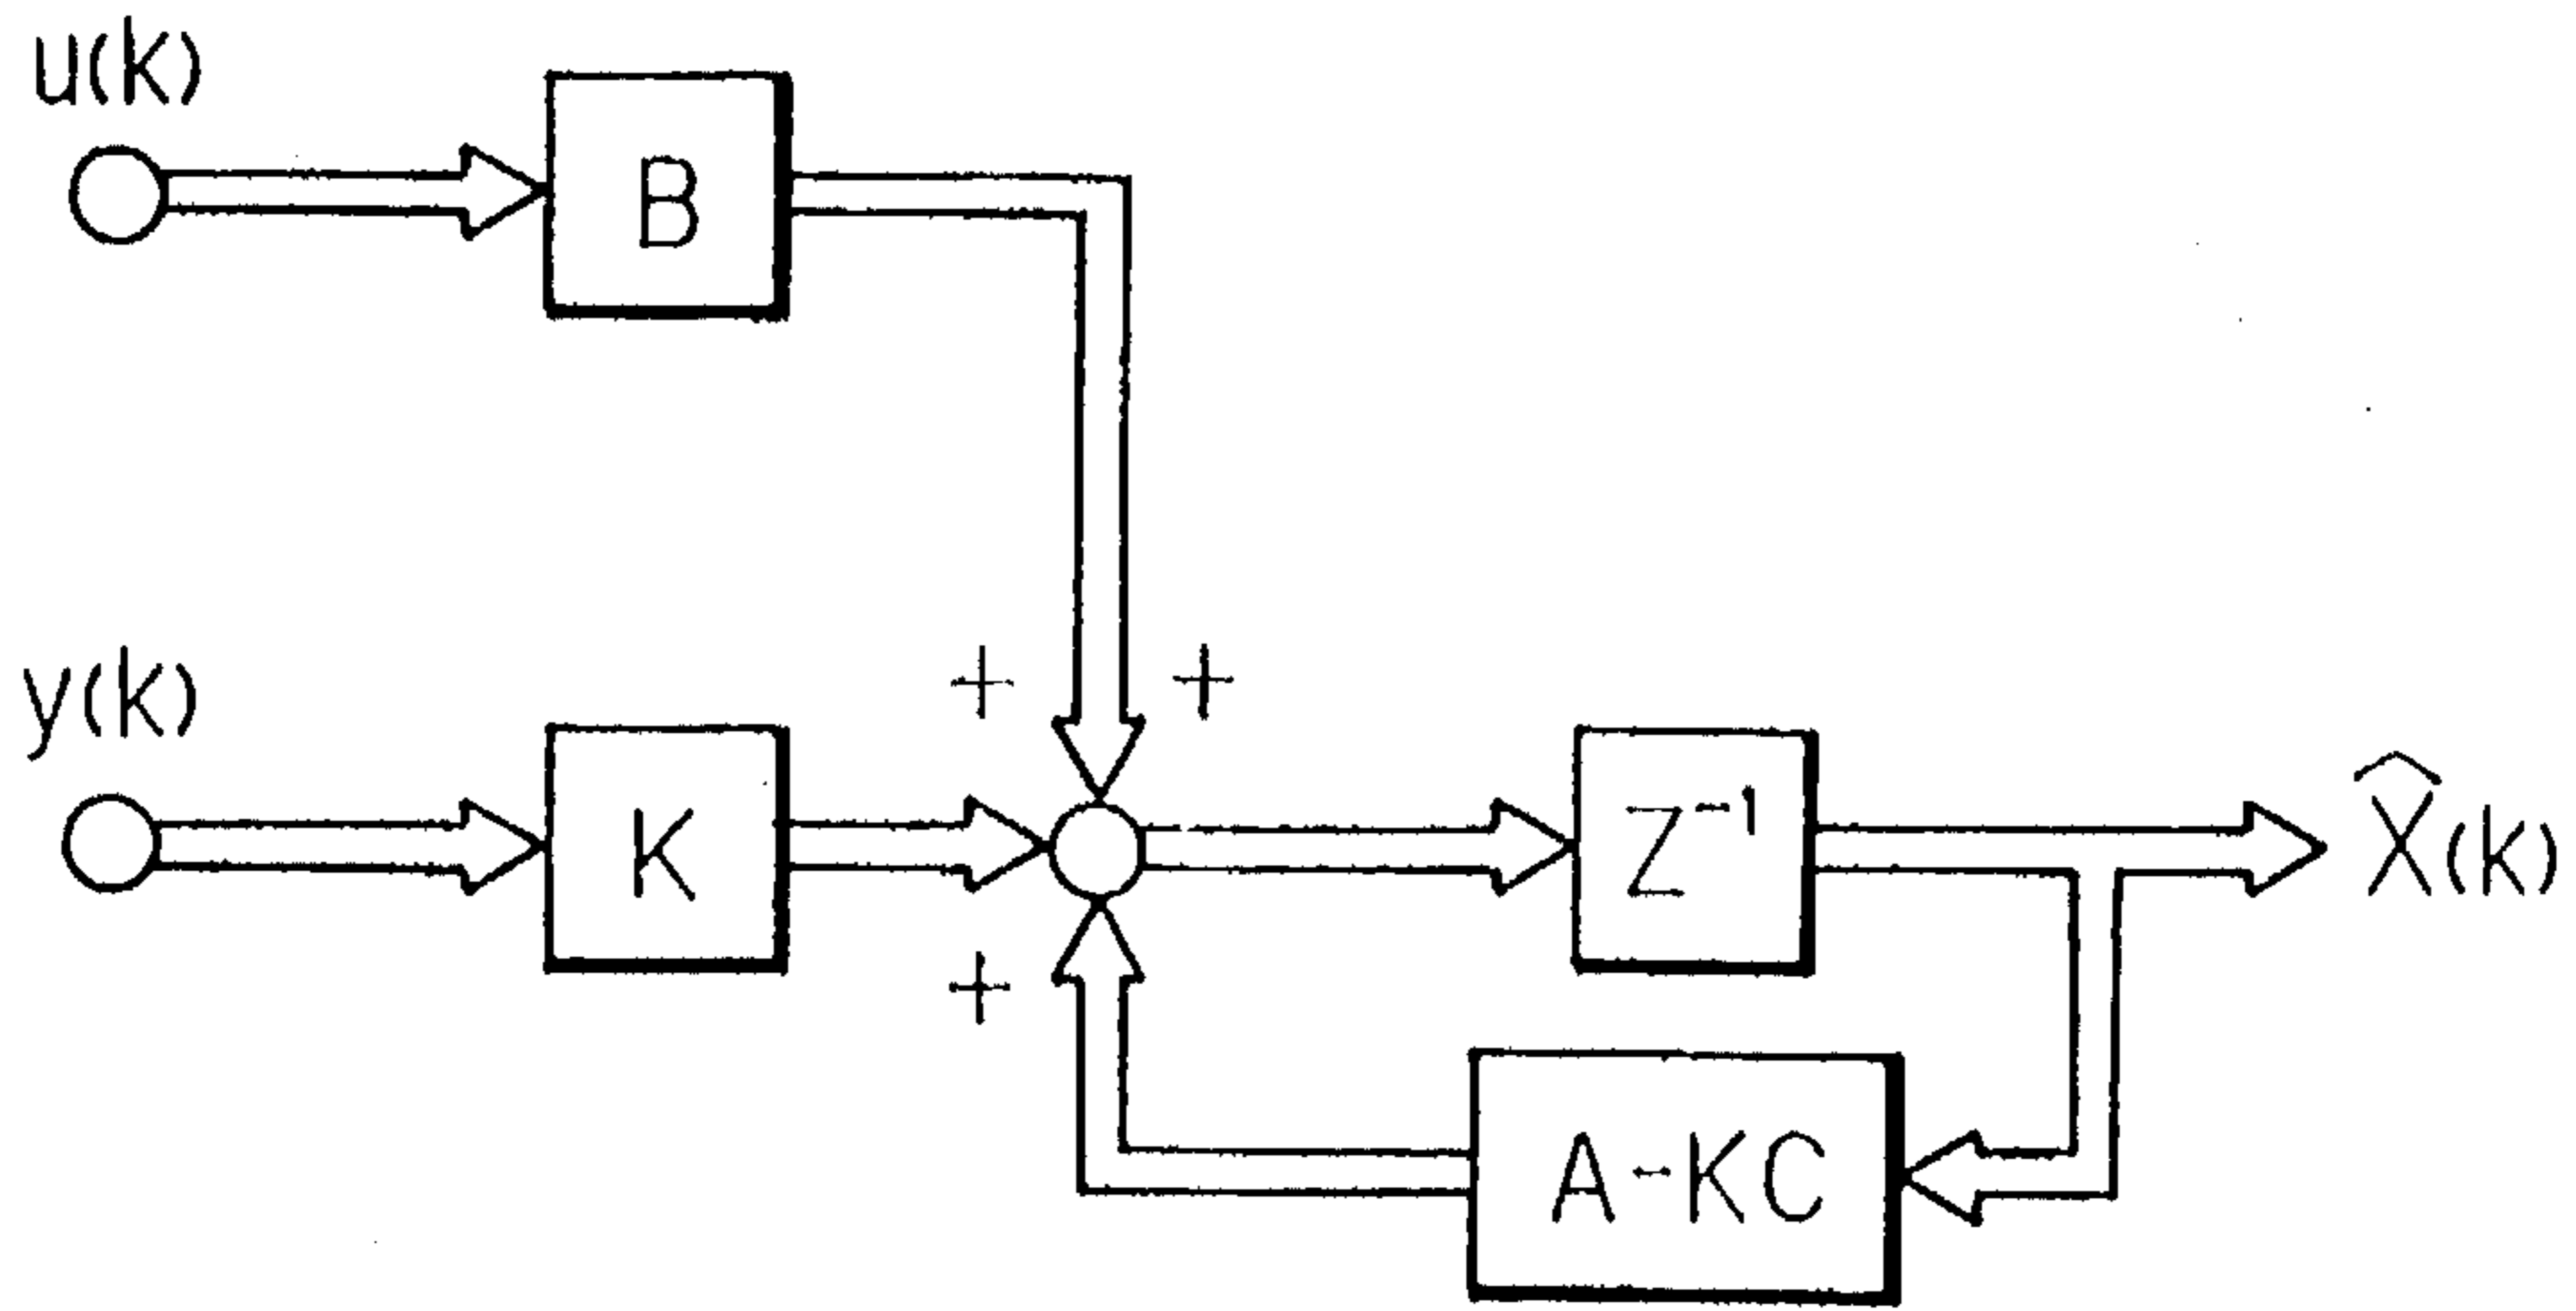 u(k)
B
y(k)
+ +
K
Z⁻¹
X̂(k)
+
A-KC